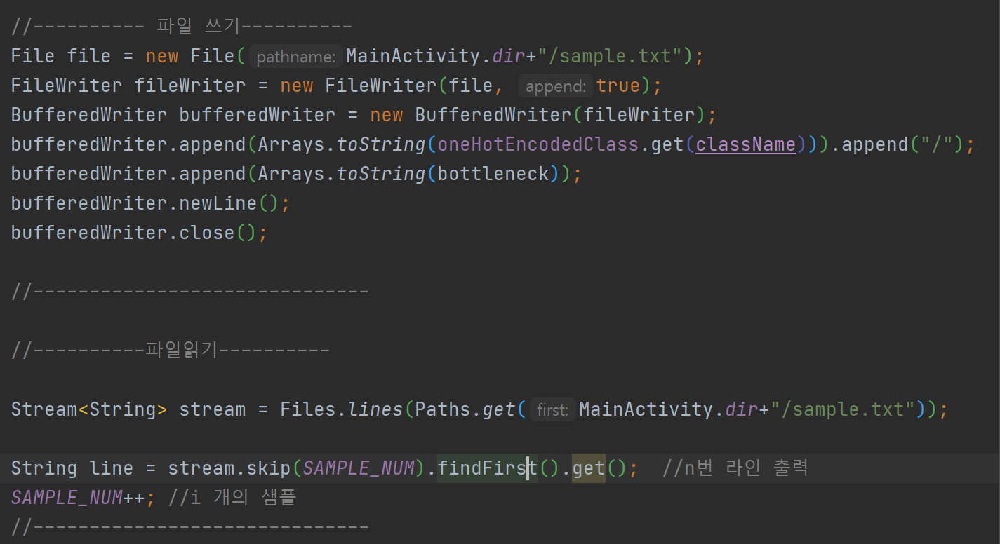 //---------- 파일 쓰기----------
File file = new File( pathname: MainActivity.dir+"/sample.txt");
FileWriter fileWriter = new FileWriter(file, append: true);
BufferedWriter bufferedWriter = new BufferedWriter(fileWriter);
bufferedWriter.append(Arrays.toString(oneHotEncodedClass.get(className))).append("/");
bufferedWriter.append(Arrays.toString(bottleneck));
bufferedWriter.newLine();
bufferedWriter.close();
//------------------------------
//----------파일읽기----------
Stream<String> stream = Files.lines(Paths.get( first: MainActivity.dir+"/sample.txt"));
String line = stream.skip(SAMPLE_NUM).findFirst().get(); //n번 라인 출력
SAMPLE_NUM++; //i 개의 샘플
//------------------------------